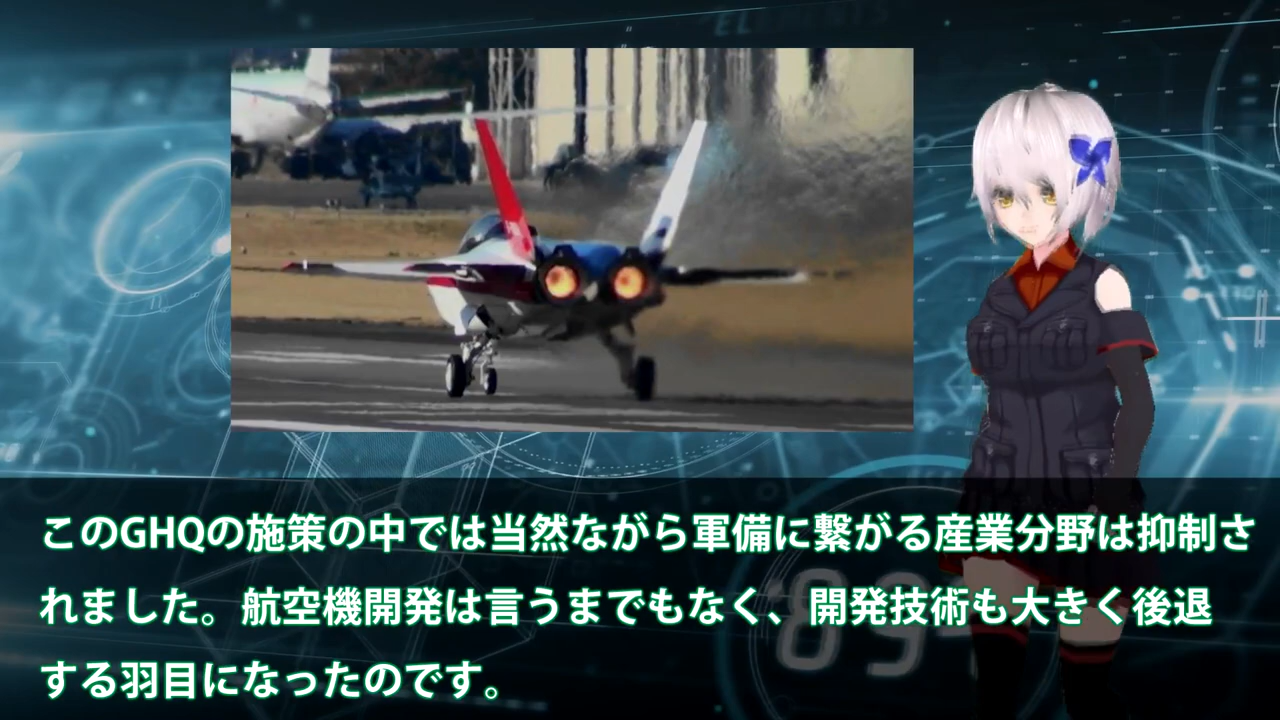 ELEMENTS
このGHQの施策の中では当然ながら軍備に繋がる産業分野は抑制さ
れました。航空機開発は言うまでもなく、開発技術も大きく後退
する羽目になったのです。
89